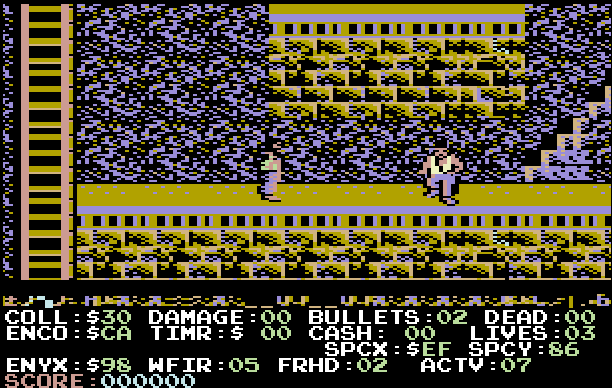 COLL:$30 DAMAGE:00 BULLETS:02 DEAD:00
ENCO:$CA TIMR:$ 00 CASH: 00 LIVES:03
SPCX:$EF SPCY:86
ENYX:$98 WFIR:05 FRHD:02 ACTV:07
SCORE:000000